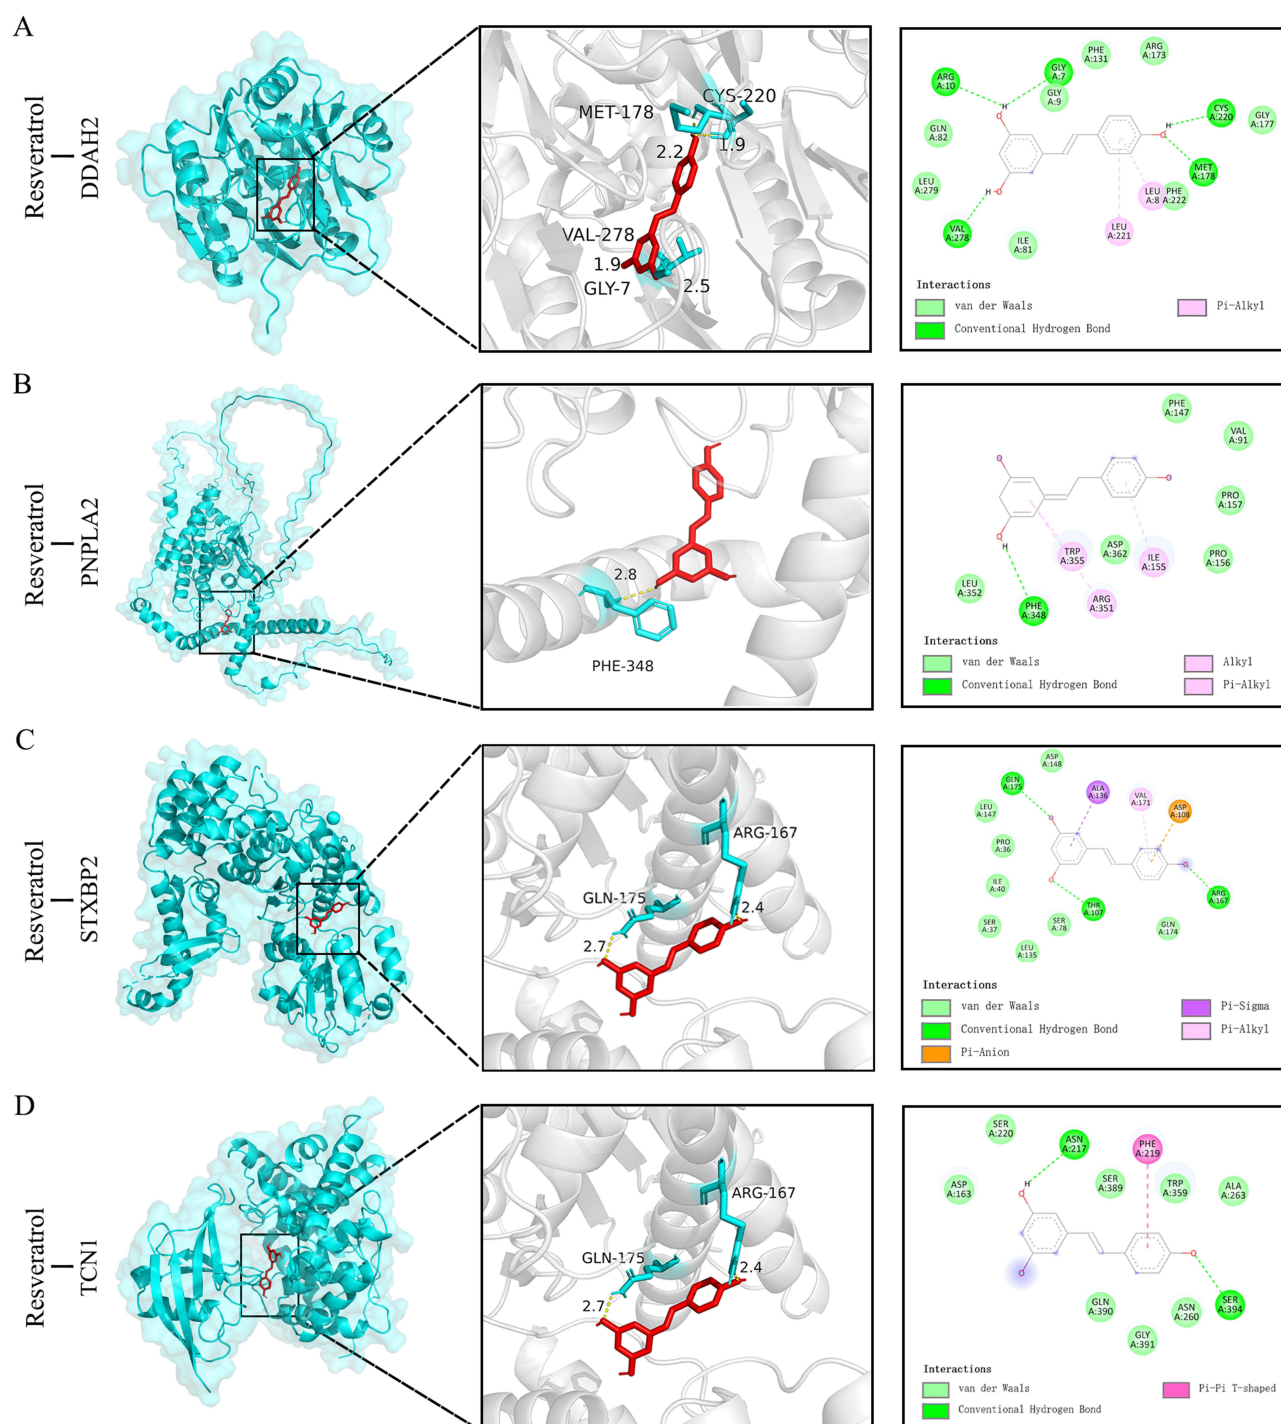 A
Resveratrol
DDAH2
MET-178
CYS-220
2.2
1.9
VAL-278
1.9
GLY-7
2.5
PHE
A:131
ARG
A:173
GLY
A:7
ARG
A:10
GLY
A:9
CYS
A:220
GLY
A:177
GLN
A:82
MET
A:178
LEU
A:279
LEU
A:8
PHE
A:222
VAL
A:278
ILE
A:81
LEU
A:221
H
O
H
O
H
O
Interactions
van der Waals
Conventional Hydrogen Bond
Pi-Alkyl
B
Resveratrol
PNPLA2
2.8
PHE-348
PHE
A:147
VAL
A:91
O
O
PRO
A:157
O
H
TRP
A:355
ASP
A:362
ILE
A:155
PRO
A:156
LEU
A:352
PHE
A:348
ARG
A:351
Interactions
van der Waals
Conventional Hydrogen Bond
Alkyl
Pi-Alkyl
C
Resveratrol
STXBP2
ARG-167
GLN-175
2.4
2.7
ASP
A:148
GLN
A:175
ALA
A:136
VAL
A:171
ASP
A:108
LEU
A:147
O
PRO
A:36
O
O
ILE
A:40
THR
A:107
ARG
A:167
SER
A:37
SER
A:78
GLN
A:174
LEU
A:135
Interactions
van der Waals
Conventional Hydrogen Bond
Pi-Anion
Pi-Sigma
Pi-Alkyl
D
Resveratrol
TCN1
ARG-167
GLN-175
2.4
2.7
SER
A:220
ASN
A:217
PHE
A:219
ASP
A:163
H
O
SER
A:389
TRP
A:359
ALA
A:263
O
O
GLN
A:390
ASN
A:260
SER
A:394
GLY
A:391
Interactions
van der Waals
Conventional Hydrogen Bond
Pi-Pi T-shaped